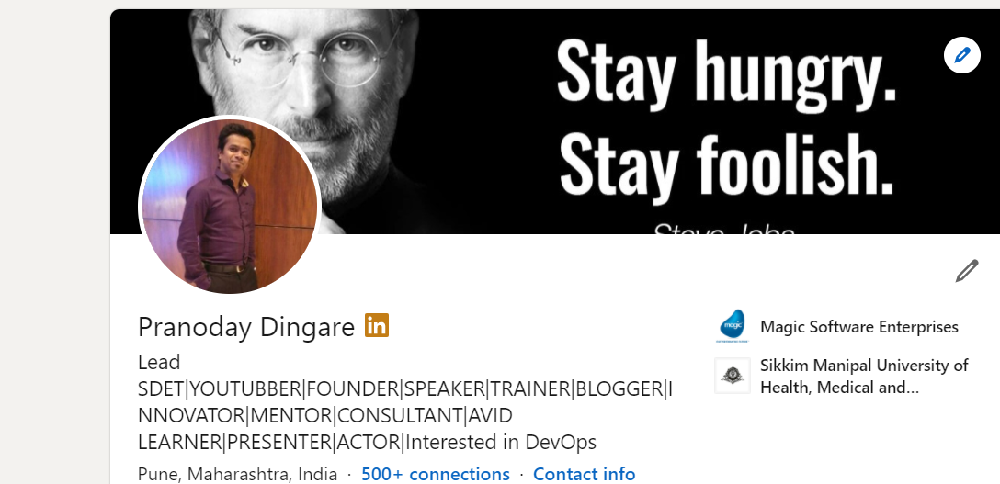 Stay hungry.
Stay foolish.
Steve Jobs
Pranoday Dingare in
Lead
SDET|YOUTUBBER|FOUNDER|SPEAKER|TRAINER|BLOGGER|I
NNOVATOR|MENTOR|CONSULTANT|AVID
LEARNER|PRESENTER|ACTOR|Interested in DevOps
Pune, Maharashtra, India · 500+ connections · Contact info
magic
Magic Software Enterprises
Sikkim Manipal University of
Health, Medical and...